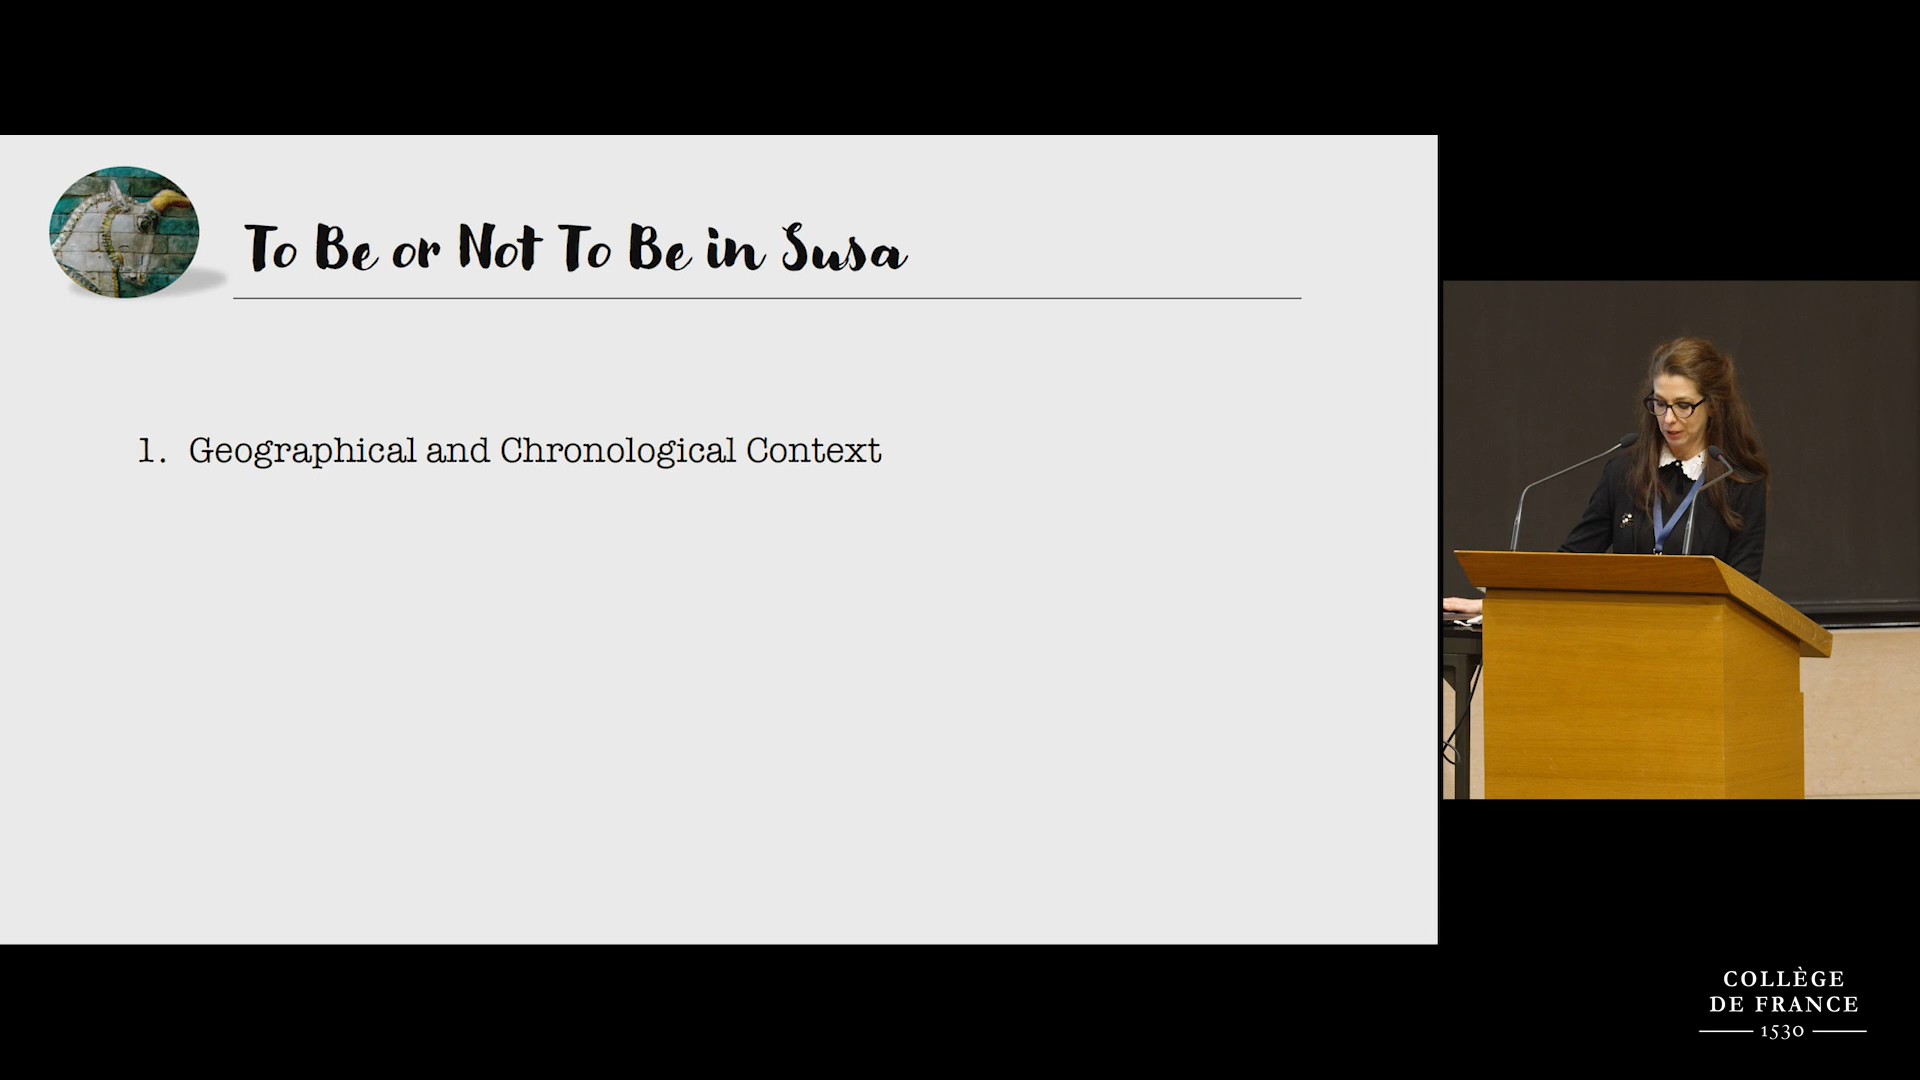 To Be or Not To Be in Susa
1. Geographical and Chronological Context
COLLÈGE
DE FRANCE
1530